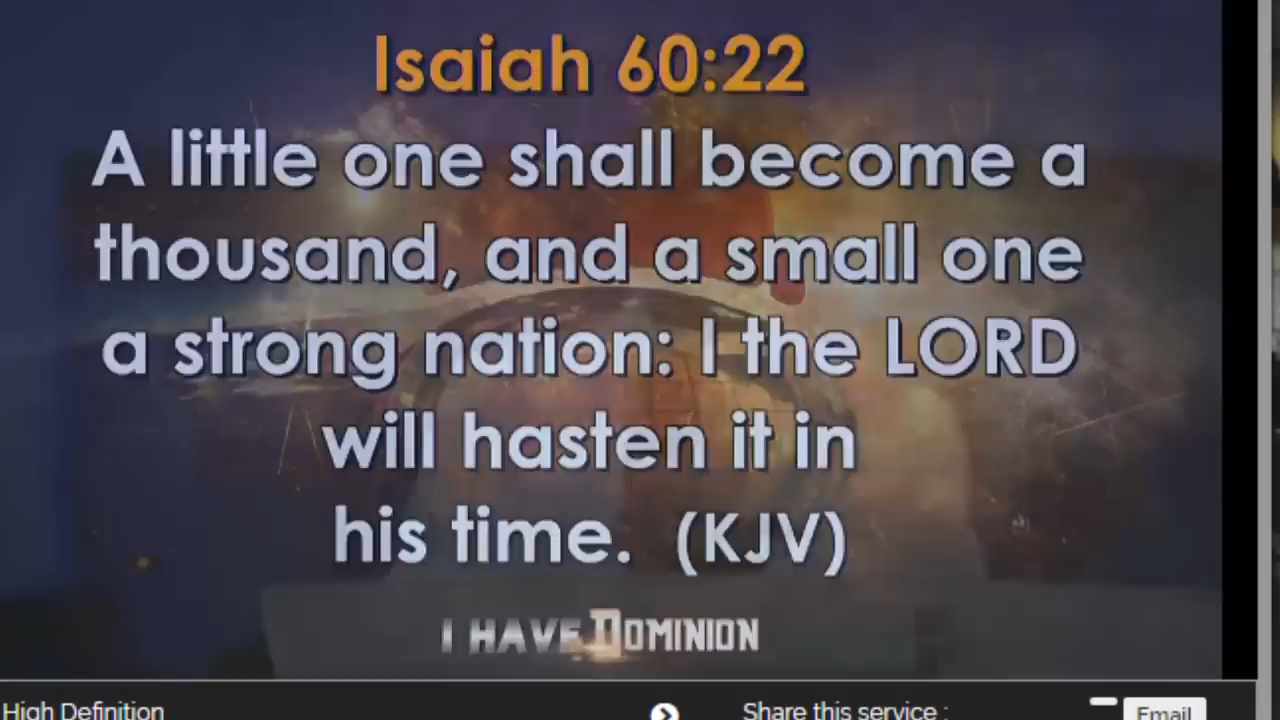 Isaiah 60:22
A little one shall become a
thousand, and a small one
a strong nation: I the LORD
will hasten it in
his time. (KJV)
I HAVE DOMINION
High Definition
Share this service :
Email